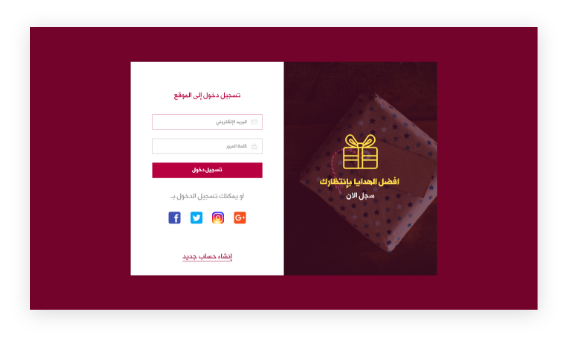 افضل الهدايا بإنتظارك
سجل الان
تسجيل دخول إلى الموقع
البريد الإلكتروني
كلمة المرور
تسجيل دخول
او يمكنك تسجيل الدخول بـ
G+
إنشاء حساب جديد